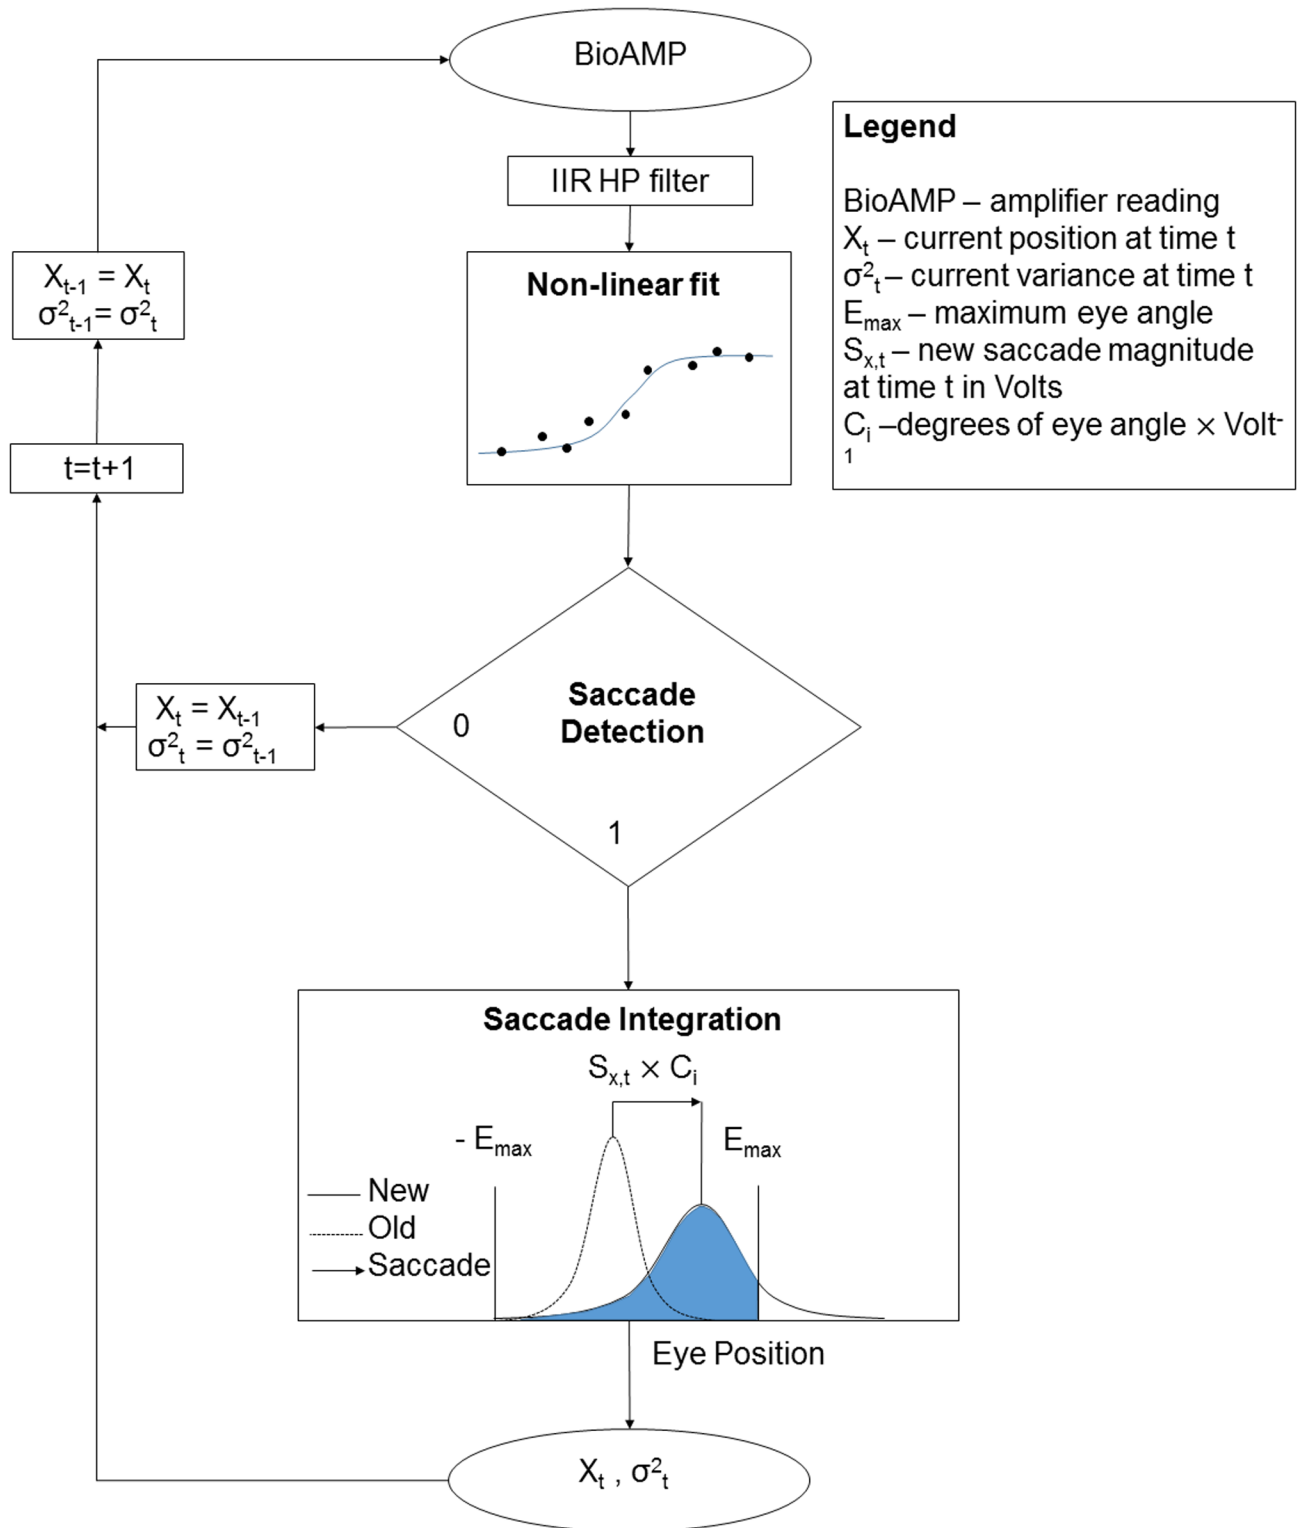 BioAMP
IIR HP filter
Non-linear fit
Legend
BioAMP – amplifier reading
Xₜ – current position at time t
σ²ₜ – current variance at time t
Eₘₐₓ – maximum eye angle
Sₓ,ₜ – new saccade magnitude
at time t in Volts
Cᵢ –degrees of eye angle × Volt⁻
¹
Xₜ₋₁ = Xₜ
σ²ₜ₋₁= σ²ₜ
t=t+1
Xₜ = Xₜ₋₁
σ²ₜ = σ²ₜ₋₁
0
Saccade
Detection
1
Saccade Integration
Sₓ,ₜ × Cᵢ
- Eₘₐₓ
Eₘₐₓ
New
Old
Saccade
Eye Position
Xₜ , σ²ₜ